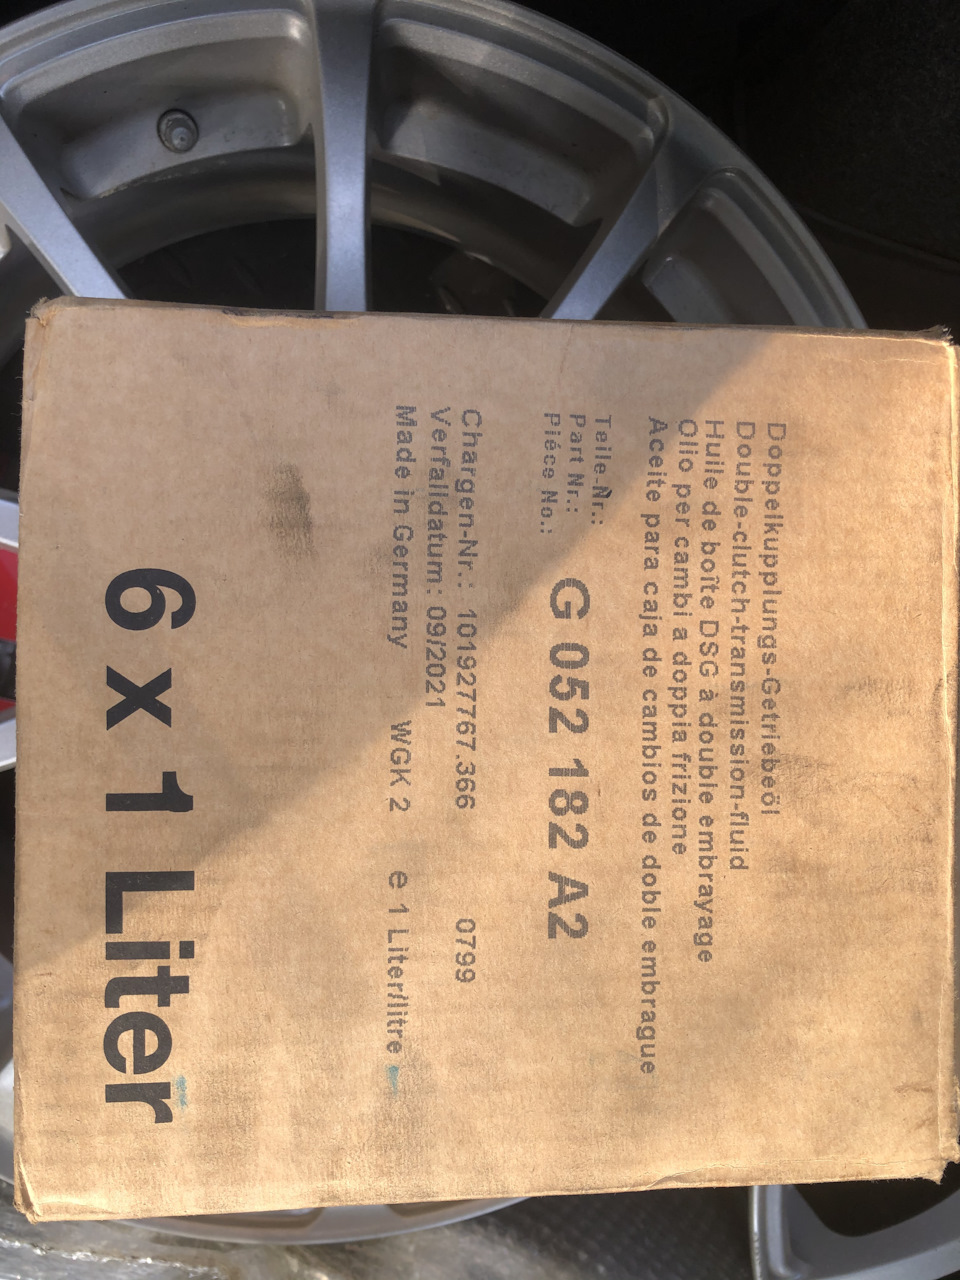 Doppelkupplungs-Getriebeöl
Double-clutch-transmission-fluid
Huile de boîte DSG à double embrayage
Olio per cambi a doppia frizione
Aceite para caja de cambios de doble embrague
Teile-Nr.:
Part Nr.:
Piéce No.:
G 052 182 A2
Chargen-Nr.: 101927767.366 0799
Verfalldatum: 09/2021
Made in Germany WGK 2 e 1 Liter/litre
6 x 1 Liter